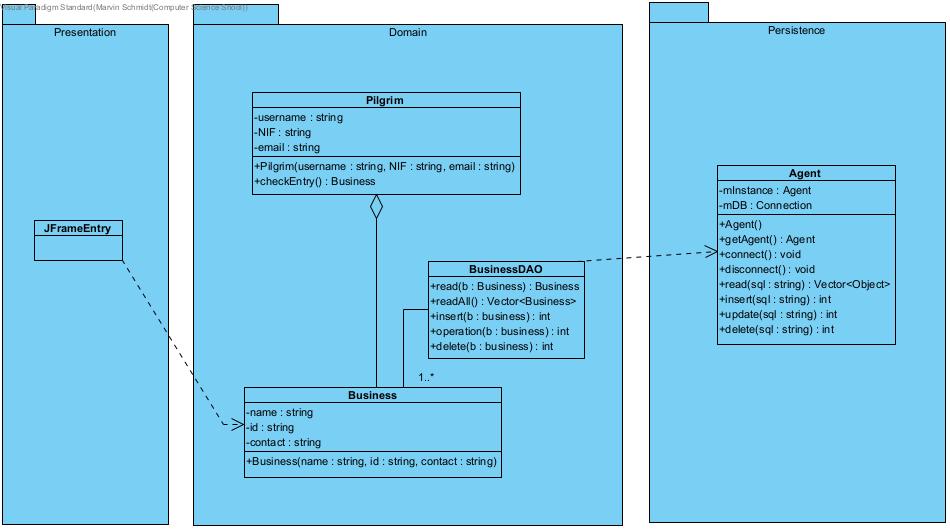 Visual Paradigm Standard(Marvin Schmidt(Computer Science Shool))
Presentation
Domain
Persistence
Pilgrim
-username : string
-NIF : string
-email : string
+Pilgrim(username : string, NIF : string, email : string)
+checkEntry() : Business
JFrameEntry
BusinessDAO
+read(b : Business) : Business
+readAll() : Vector<Business>
+insert(b : business) : int
+operation(b : business) : int
+delete(b : business) : int
1..*
Business
-name : string
-id : string
-contact : string
+Business(name : string, id : string, contact : string)
Agent
-mInstance : Agent
-mDB : Connection
+Agent()
+getAgent() : Agent
+connect() : void
+disconnect() : void
+read(sql : string) : Vector<Object>
+insert(sql : string) : int
+update(sql : string) : int
+delete(sql : string) : int